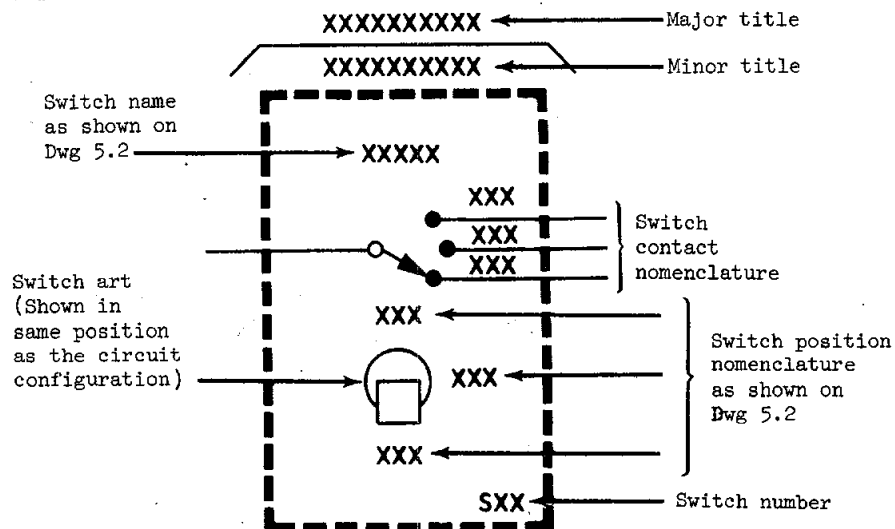 XXXXXXXXXX
Major title
XXXXXXXXXX
Minor title
Switch name
as shown on
Dwg 5.2
XXXXX
XXX
XXX
XXX
Switch
contact
nomenclature
Switch art
(Shown in
same position
as the circuit
configuration)
XXX
XXX
XXX
Switch position
nomenclature
as shown on
Dwg 5.2
SXX
Switch number